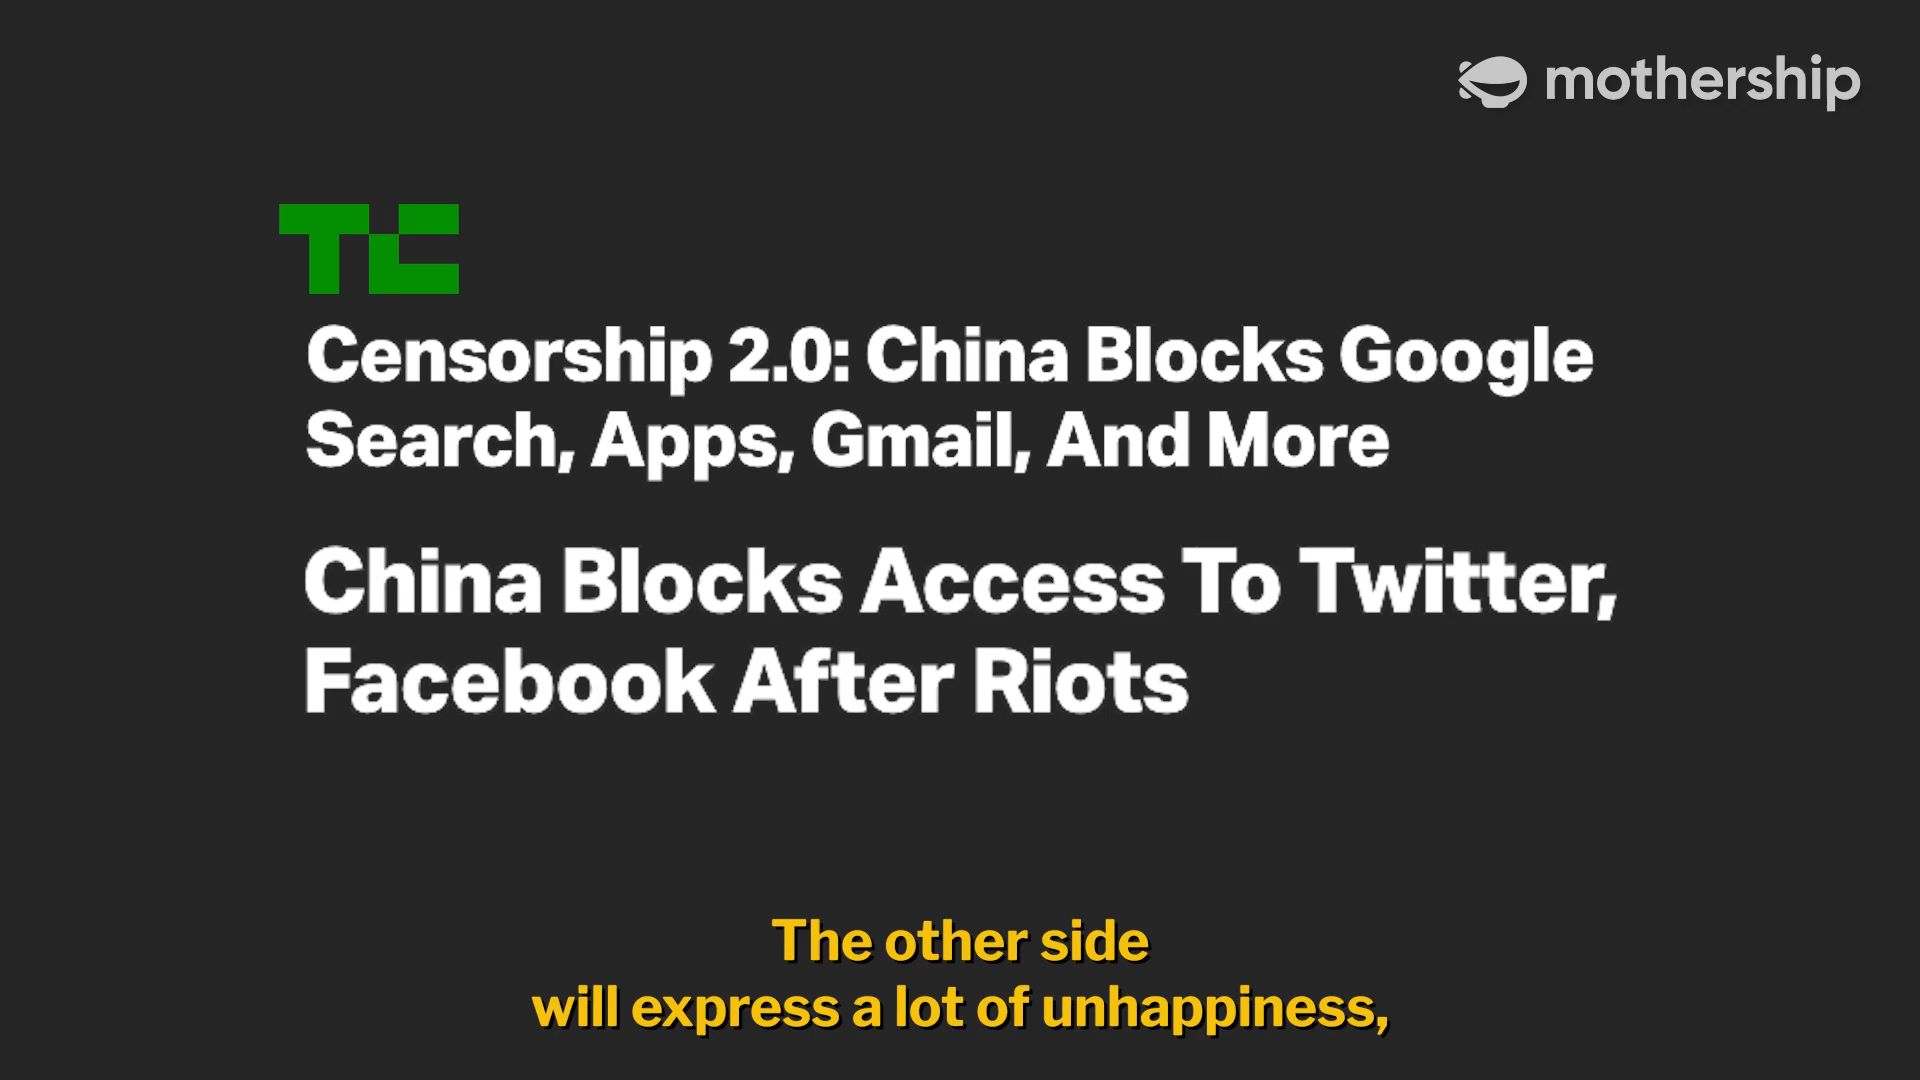 mothership
TC
Censorship 2.0: China Blocks Google
Search, Apps, Gmail, And More
China Blocks Access To Twitter,
Facebook After Riots
The other side
will express a lot of unhappiness,